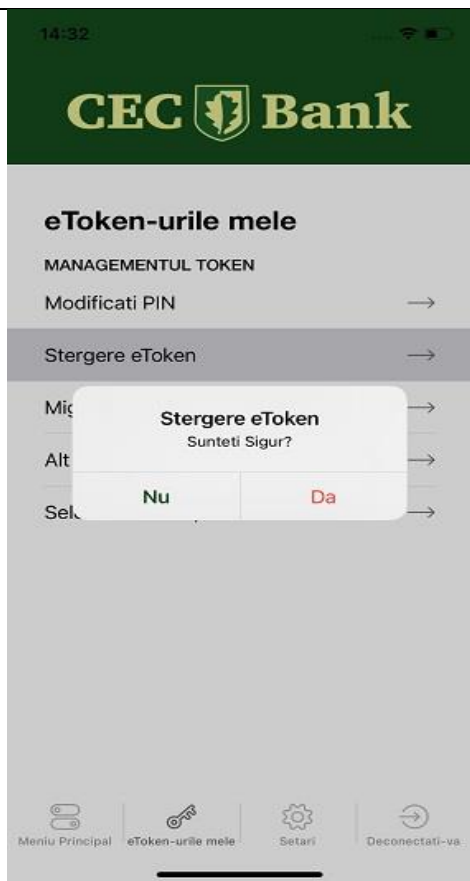 14:32
CEC Bank
eToken-urile mele
MANAGEMENTUL TOKEN
Modificati PIN
Stergere eToken
Stergere eToken
Sunteti Sigur?
Nu
Da
Alt
Meniu Principal
eToken-urile mele
Setari
Deconectati-va